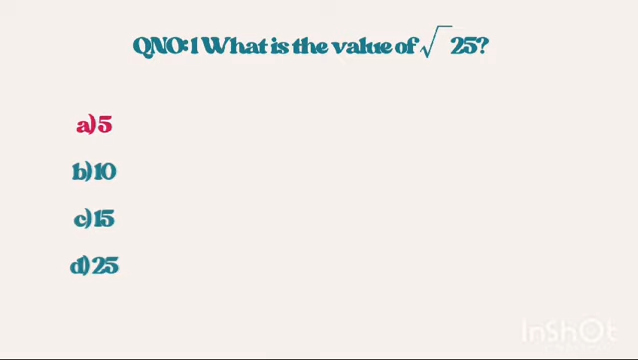 QNO:1 What is the value of √25?
a) 5
b) 10
c) 15
d) 25
InShOt